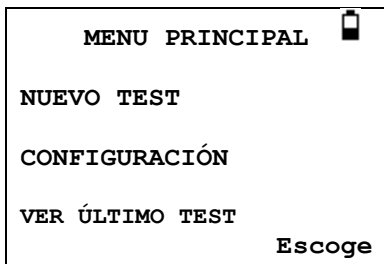 MENU PRINCIPAL
NUEVO TEST
CONFIGURACIÓN
VER ÚLTIMO TEST
Escoge